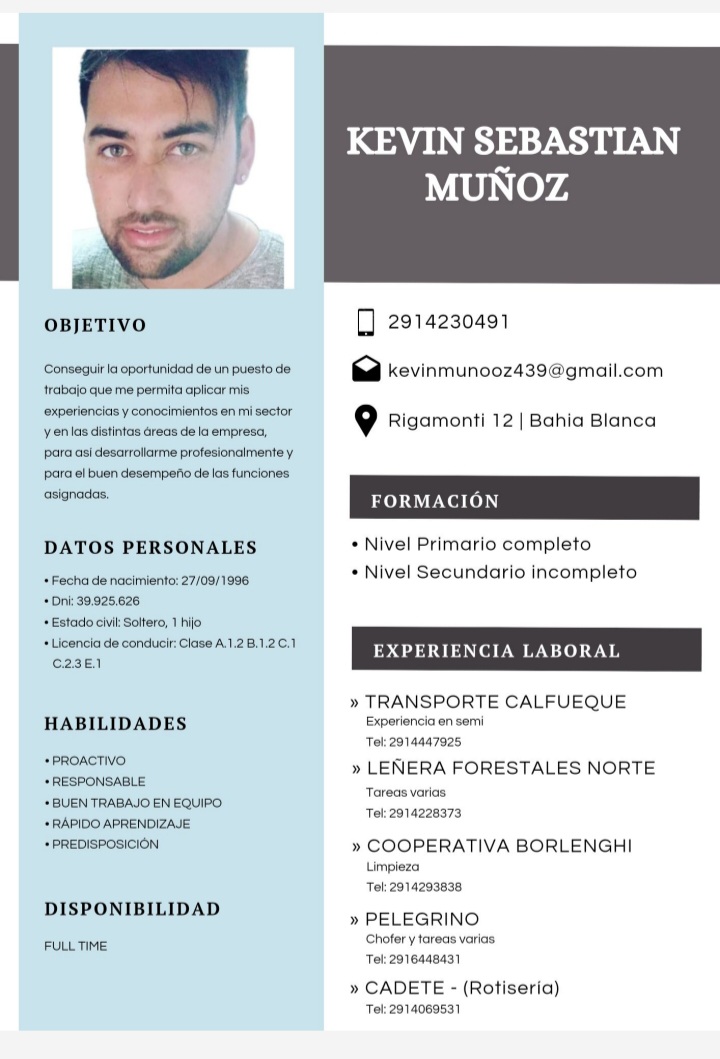 KEVIN SEBASTIAN
MUÑOZ
OBJETIVO
Conseguir la oportunidad de un puesto de
trabajo que me permita aplicar mis
experiencias y conocimientos en mi sector
y en las distintas áreas de la empresa,
para así desarrollarme profesionalmente y
para el buen desempeño de las funciones
asignadas.
DATOS PERSONALES
• Fecha de nacimiento: 27/09/1996
• Dni: 39.925.626
• Estado civil: Soltero, 1 hijo
• Licencia de conducir: Clase A.1.2 B.1.2 C.1
C.2.3 E.1
HABILIDADES
• PROACTIVO
• RESPONSABLE
• BUEN TRABAJO EN EQUIPO
• RÁPIDO APRENDIZAJE
• PREDISPOSICIÓN
DISPONIBILIDAD
FULL TIME
2914230491
kevinmunooz439@gmail.com
Rigamonti 12 | Bahia Blanca
FORMACIÓN
• Nivel Primario completo
• Nivel Secundario incompleto
EXPERIENCIA LABORAL
» TRANSPORTE CALFUEQUE
Experiencia en semi
Tel: 2914447925
» LEÑERA FORESTALES NORTE
Tareas varias
Tel: 2914228373
» COOPERATIVA BORLENGHI
Limpieza
Tel: 2914293838
» PELEGRINO
Chofer y tareas varias
Tel: 2916448431
» CADETE - (Rotisería)
Tel: 2914069531